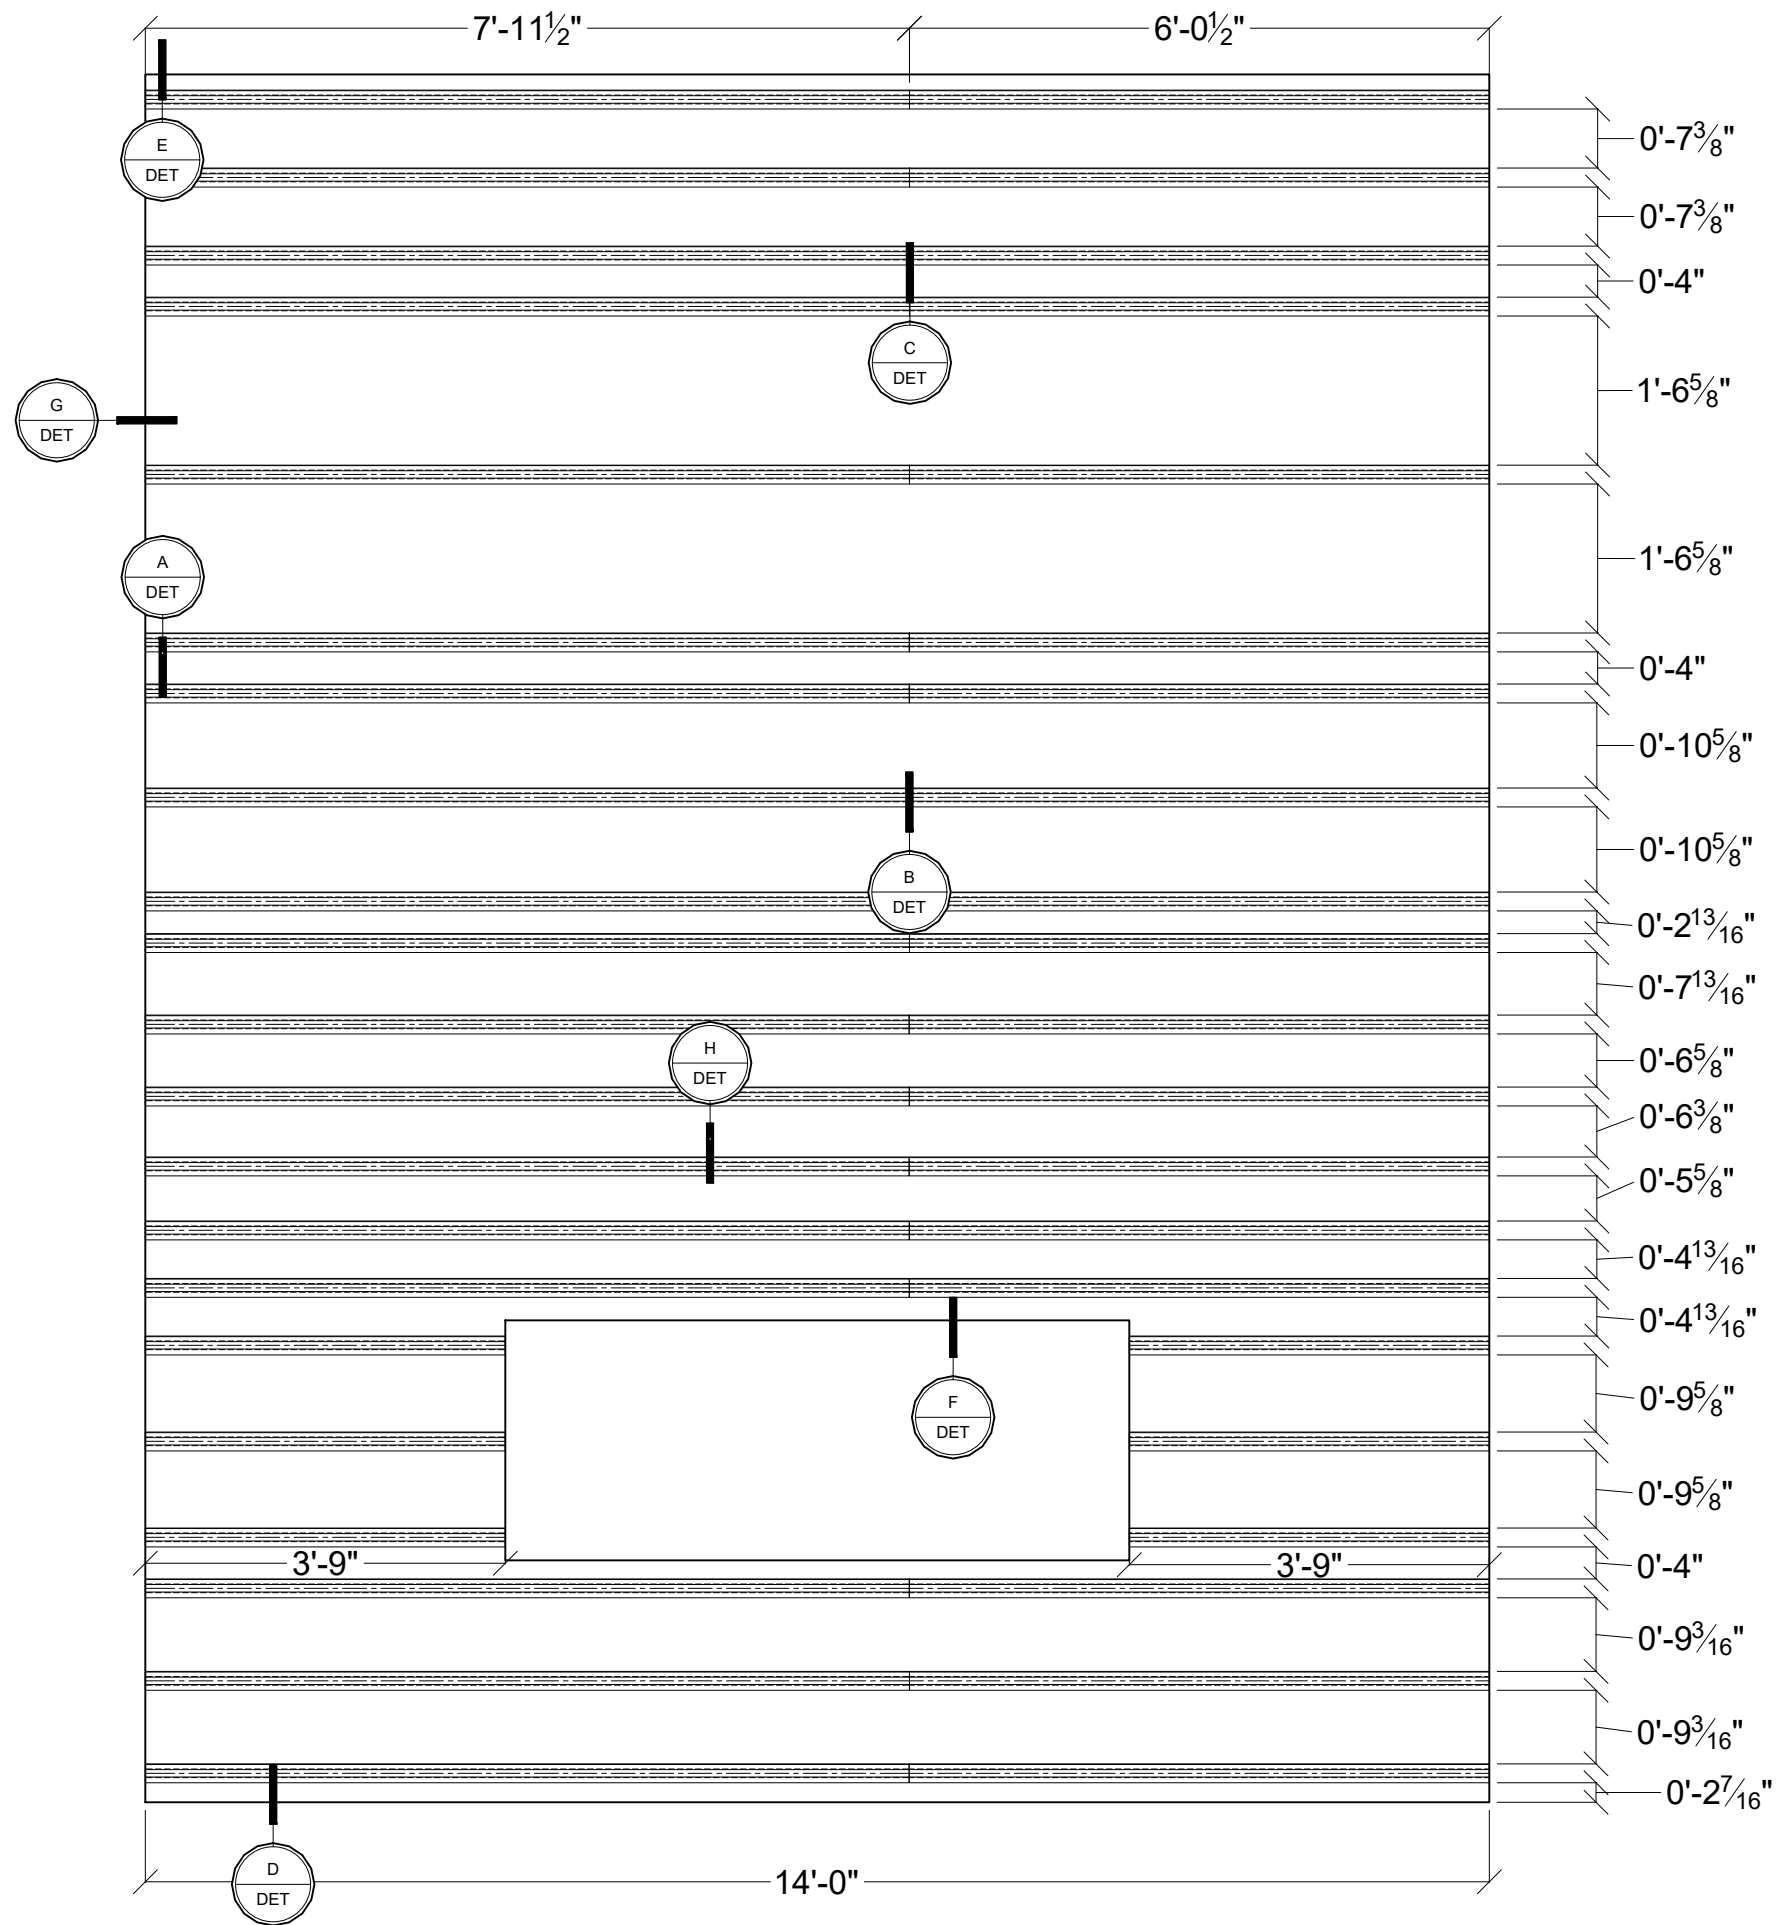 7'-11½" 6'-0½"
E
DET
0'-7⅜"
0'-7⅜"
0'-4"
C
DET
1'-6⅝"
G
DET
1'-6⅝"
A
DET
0'-4"
0'-10⅝"
0'-10⅝"
B
DET
0'-2 13⁄16"
0'-7 13⁄16"
H
DET
0'-6⅝"
0'-6⅜"
0'-5⅝"
0'-4 13⁄16"
0'-4 13⁄16"
F
DET
0'-9⅝"
0'-9⅝"
3'-9" 3'-9" 0'-4"
0'-9 3⁄16"
0'-9 3⁄16"
0'-2 7⁄16"
D
DET
14'-0"